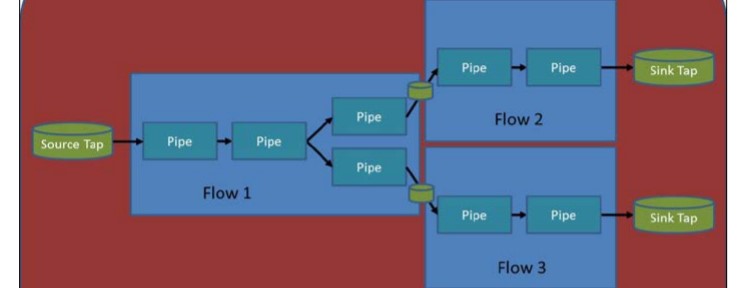 Source Tap
Pipe
Pipe
Pipe
Pipe
Flow 1
Pipe
Pipe
Sink Tap
Flow 2
Pipe
Pipe
Sink Tap
Flow 3